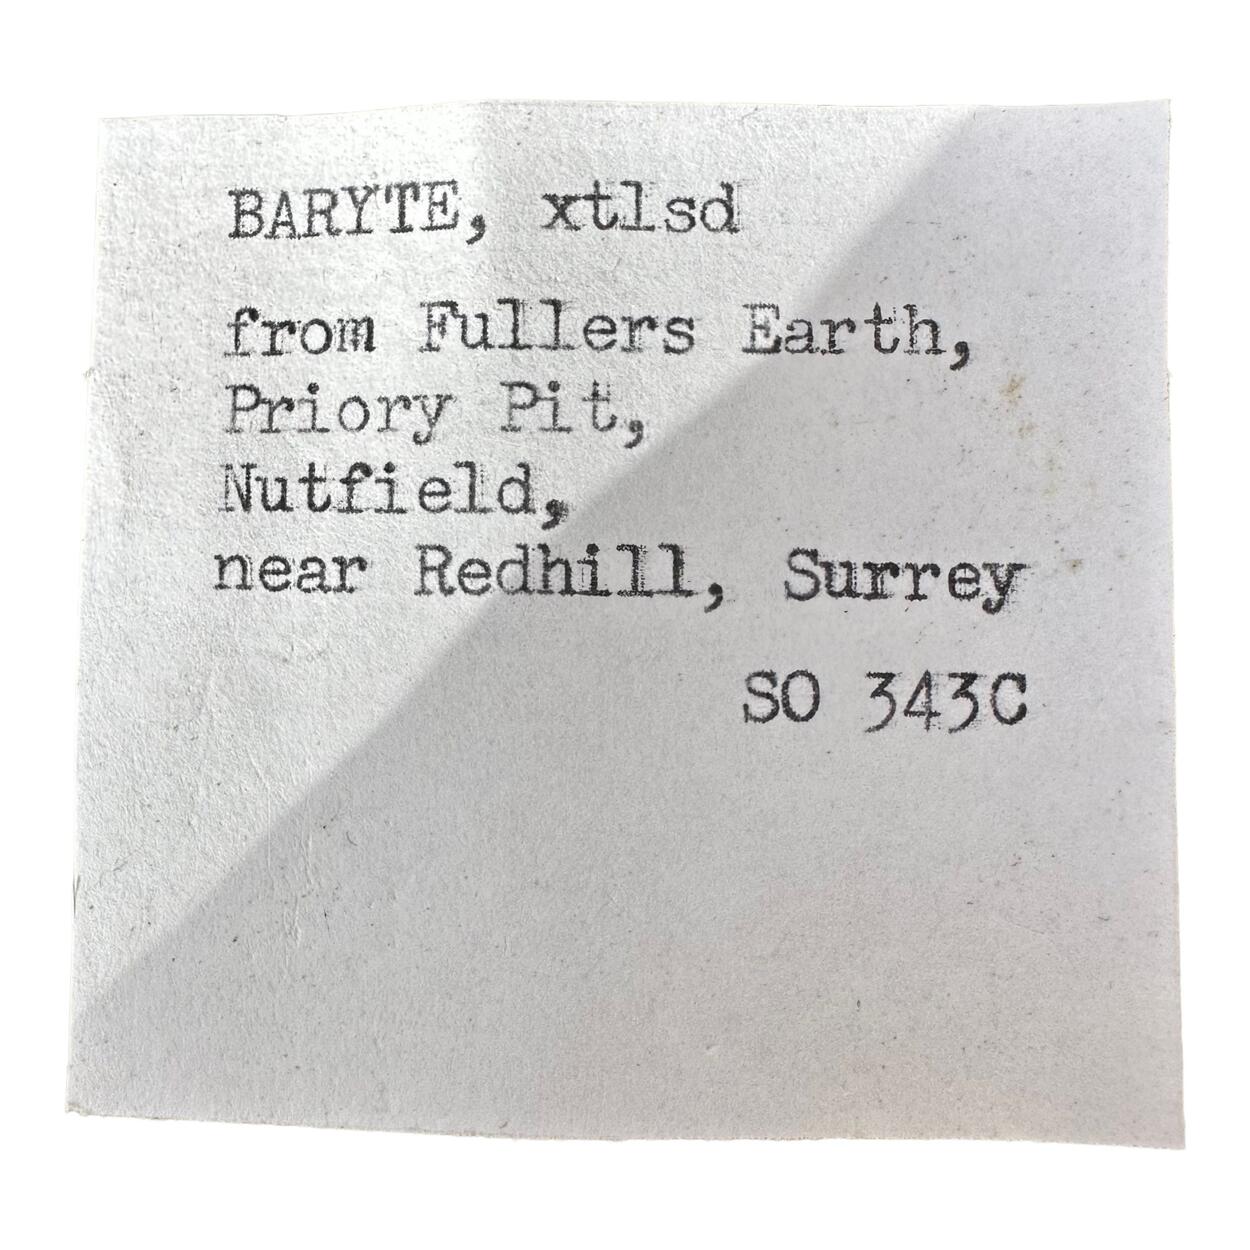 BARYTE, xtlsd
from Fullers Earth,
Priory Pit,
Nutfield,
near Redhill, Surrey
SO 343C